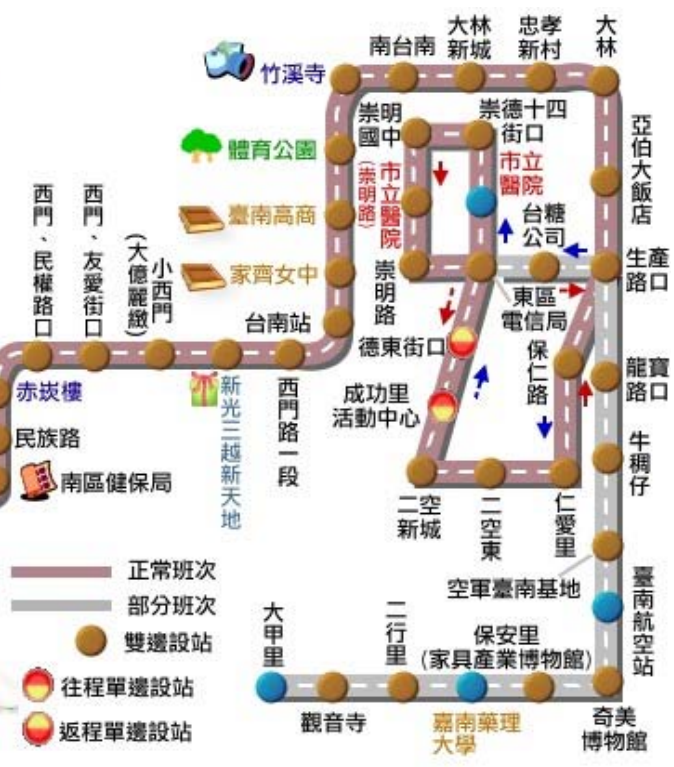 竹溪寺
南台南
大林
新城
忠孝
新村
大林
體育公園
臺南高商
家齊女中
台南站
崇明
國中
崇德十四
街口
市立醫院
(崇明路)
市立
醫院
台糖
公司
亞伯大飯店
崇明路
東區
電信局
生產
路口
西門、民權路口
西門、友愛街口
小西門
(大億麗緻)
新光三越新天地
西門路一段
德東街口
保仁路
龍寶
路口
赤崁樓
民族路
南區健保局
成功里
活動中心
牛稠仔
二空
新城
二空東
仁愛里
空軍臺南基地
臺南航空站
正常班次
部分班次
雙邊設站
往程單邊設站
返程單邊設站
大甲里
觀音寺
二行里
嘉南藥理
大學
保安里
(家具產業博物館)
奇美
博物館